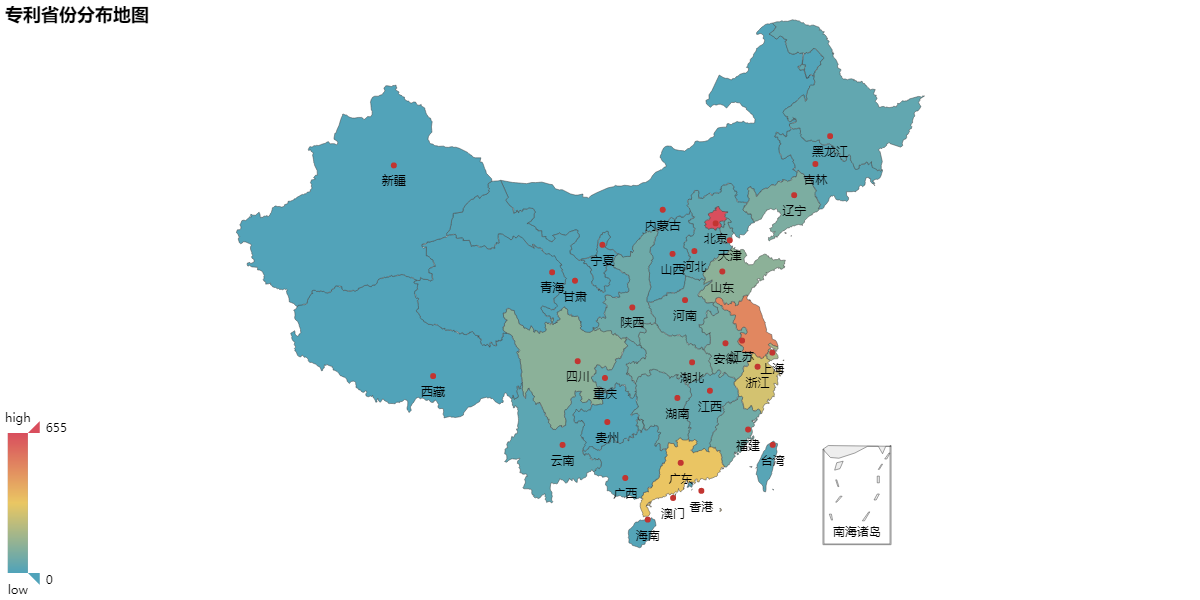 专利省份分布地图
黑龙江
吉林
新疆
辽宁
内蒙古
北京
天津
宁夏
山西
河北
青海
甘肃
山东
陕西
河南
安徽
江苏
上海
四川
湖北
浙江
西藏
重庆
湖南
江西
high
655
贵州
福建
云南
台湾
广东
广西
香港
澳门
海南
南海诸岛
0
low